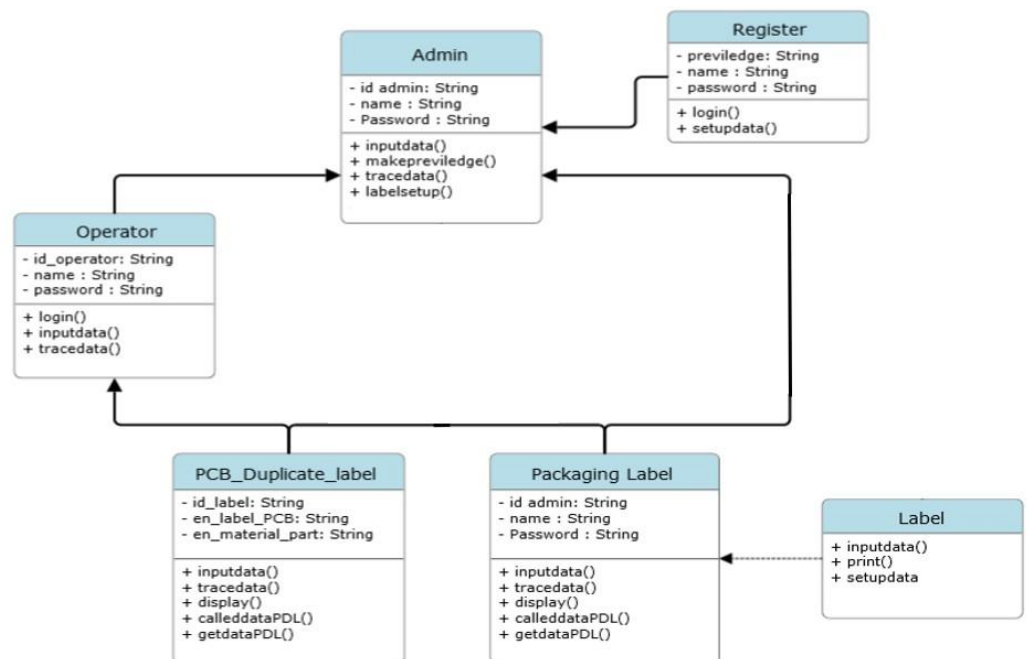 Admin
- id admin: String
- name : String
- Password : String
+ inputdata()
+ makepreviledge()
+ tracedata()
+ labelsetup()
Register
- previledge: String
- name : String
- password : String
+ login()
+ setupdata()
Operator
- id_operator: String
- name : String
- password : String
+ login()
+ inputdata()
+ tracedata()
PCB_Duplicate_label
- id_label: String
- en_label_PCB: String
- en_material_part: String
+ inputdata()
+ tracedata()
+ display()
+ calleddataPDL()
+ getdataPDL()
Packaging Label
- id admin: String
- name : String
- Password : String
+ inputdata()
+ tracedata()
+ display()
+ calleddataPDL()
+ getdataPDL()
Label
+ inputdata()
+ print()
+ setupdata